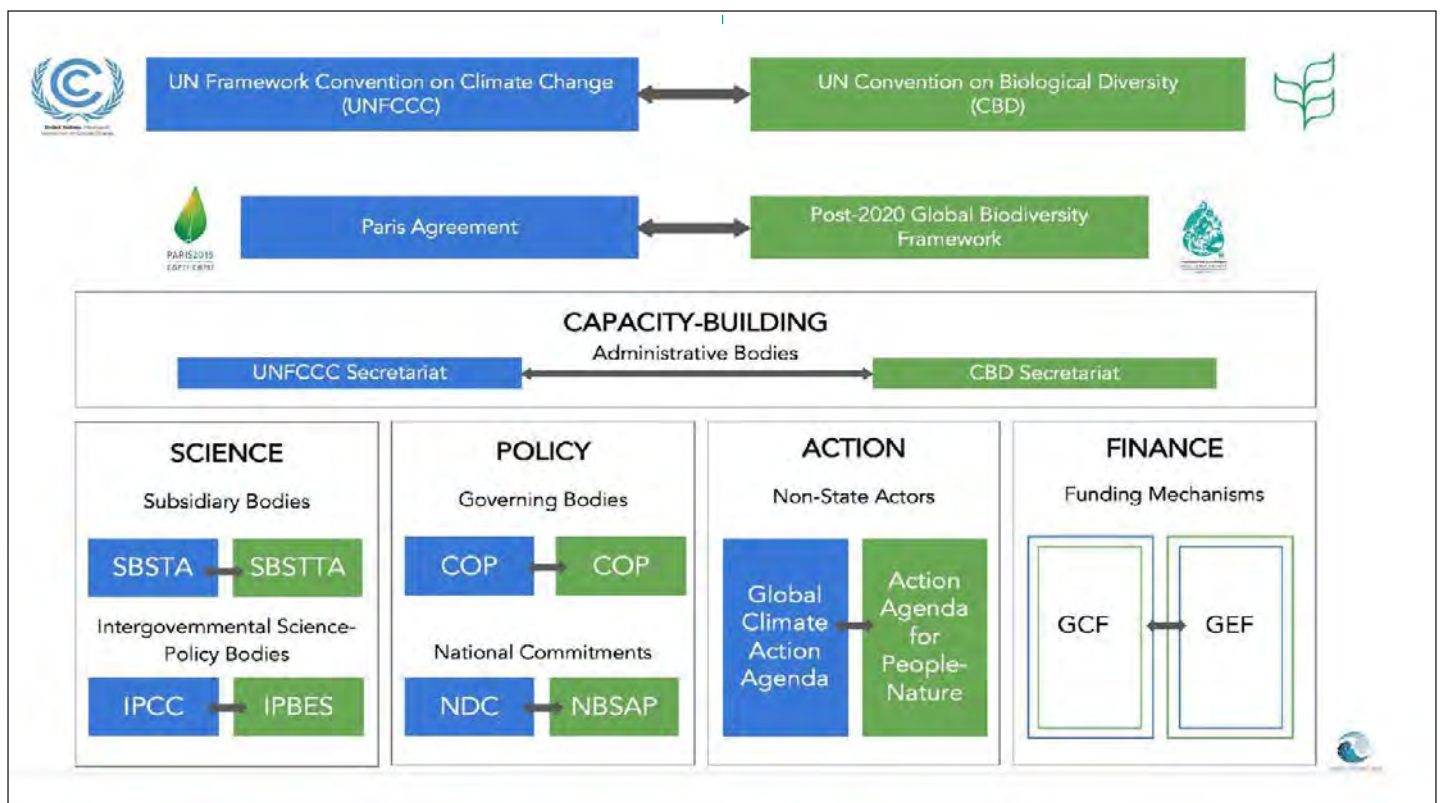 UN Framework Convention on Climate Change
(UNFCCC)
UN Convention on Biological Diversity
(CBD)
Paris Agreement
Post-2020 Global Biodiversity
Framework
PARIS2015
COP21·CMP11
CAPACITY-BUILDING
Administrative Bodies
UNFCCC Secretariat
CBD Secretariat
SCIENCE
Subsidiary Bodies
SBSTA
SBSTTA
Intergovernmental Science-
Policy Bodies
IPCC
IPBES
POLICY
Governing Bodies
COP
COP
National Commitments
NDC
NBSAP
ACTION
Non-State Actors
Global
Climate
Action
Agenda
Action
Agenda
for
People-
Nature
FINANCE
Funding Mechanisms
GCF
GEF